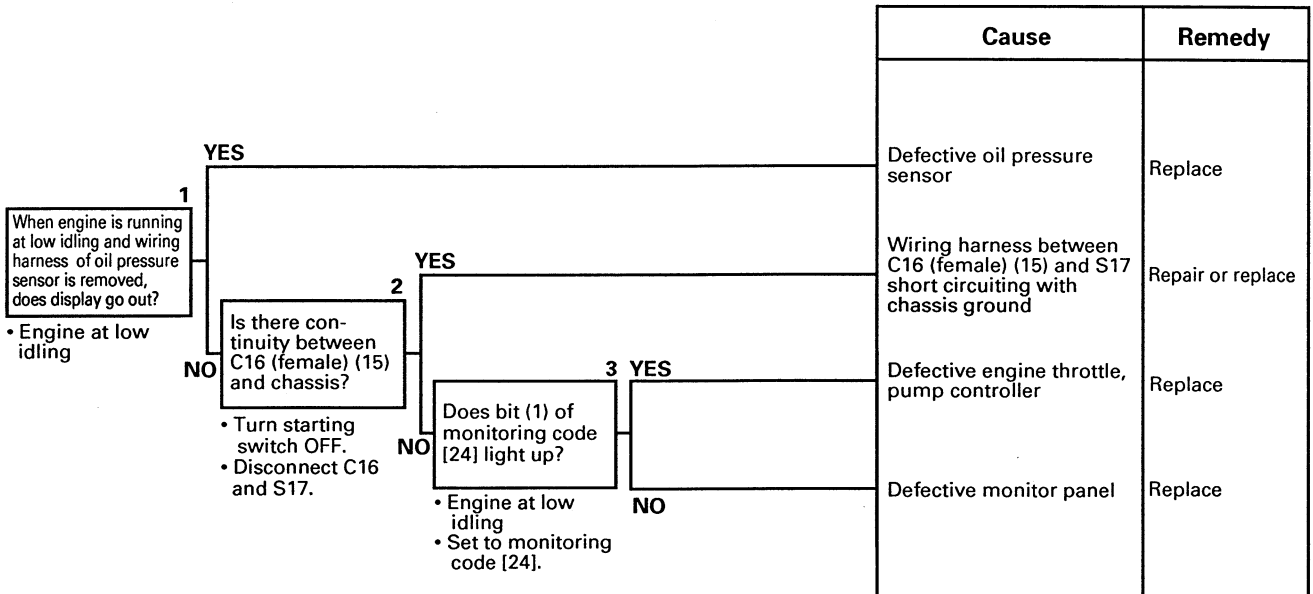 Cause
Remedy
YES
Defective oil pressure
sensor
Replace
1
When engine is running
at low idling and wiring
harness of oil pressure
sensor is removed,
does display go out?
• Engine at low
idling
YES
Wiring harness between
C16 (female) (15) and S17
short circuiting with
chassis ground
Repair or replace
2
NO
Is there con-
tinuity between
C16 (female) (15)
and chassis?
• Turn starting
switch OFF.
• Disconnect C16
and S17.
3
YES
Defective engine throttle,
pump controller
Replace
NO
Does bit (1) of
monitoring code
[24] light up?
• Engine at low
idling
• Set to monitoring
code [24].
NO
Defective monitor panel
Replace